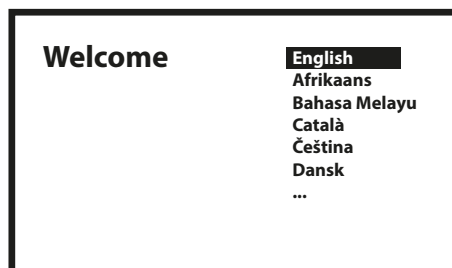 Welcome
English
Afrikaans
Bahasa Melayu
Català
Čeština
Dansk
...